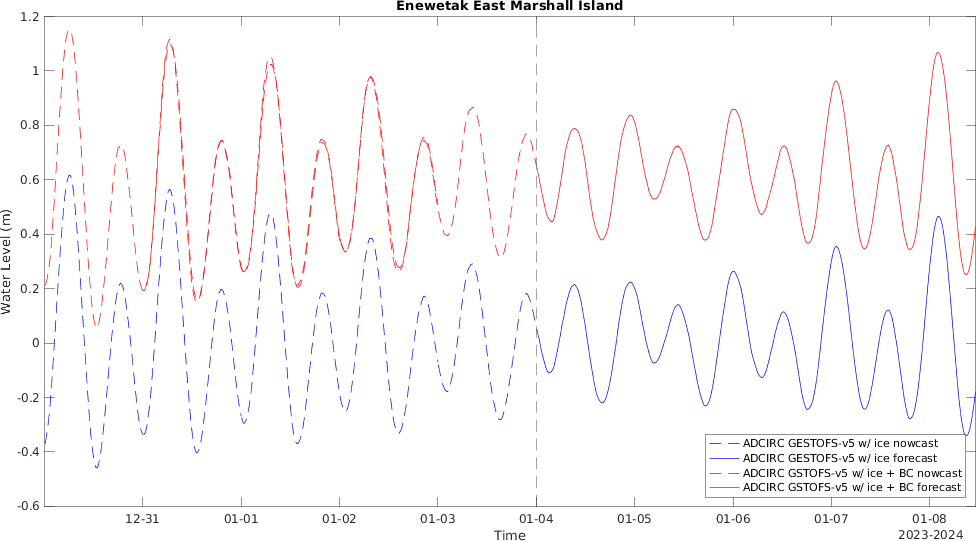 Enewetak East Marshall Island
1.2
1
0.8
0.6
0.4
0.2
0
-0.2
-0.4
-0.6
Water Level (m)
ADCIRC GESTOFS-v5 w/ ice nowcast
ADCIRC GESTOFS-v5 w/ ice forecast
ADCIRC GSTOFS-v5 w/ ice + BC nowcast
ADCIRC GSTOFS-v5 w/ ice + BC forecast
12-31 01-01 01-02 01-03 01-04 01-05 01-06 01-07 01-08
Time
2023-2024